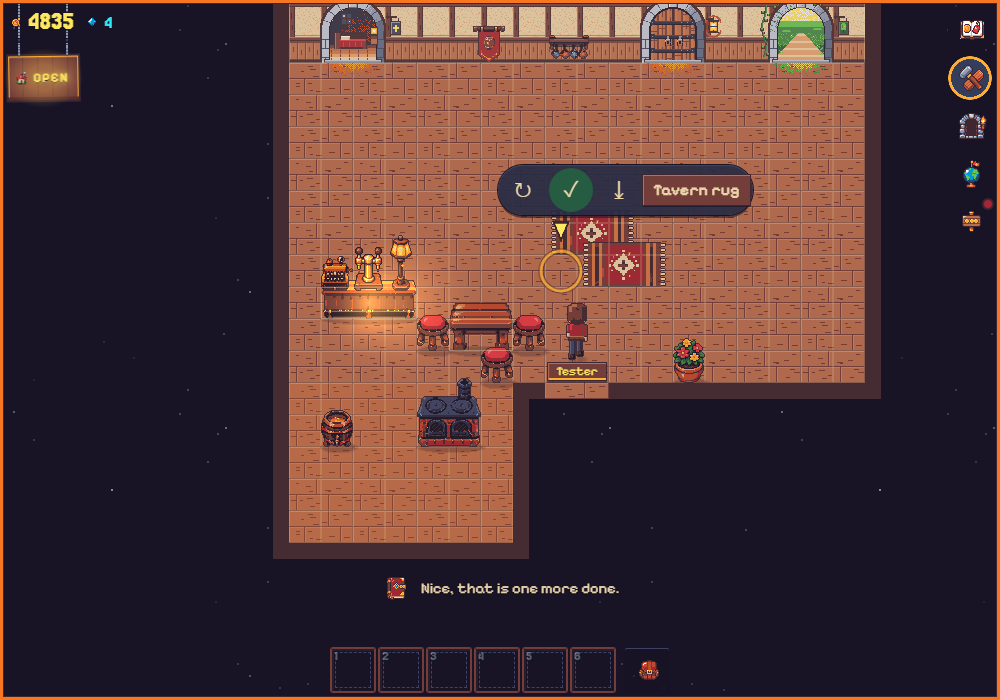 4835 4
OPEN
Tavern rug
Tester
Nice, that is one more done.
1 2 3 4 5 6